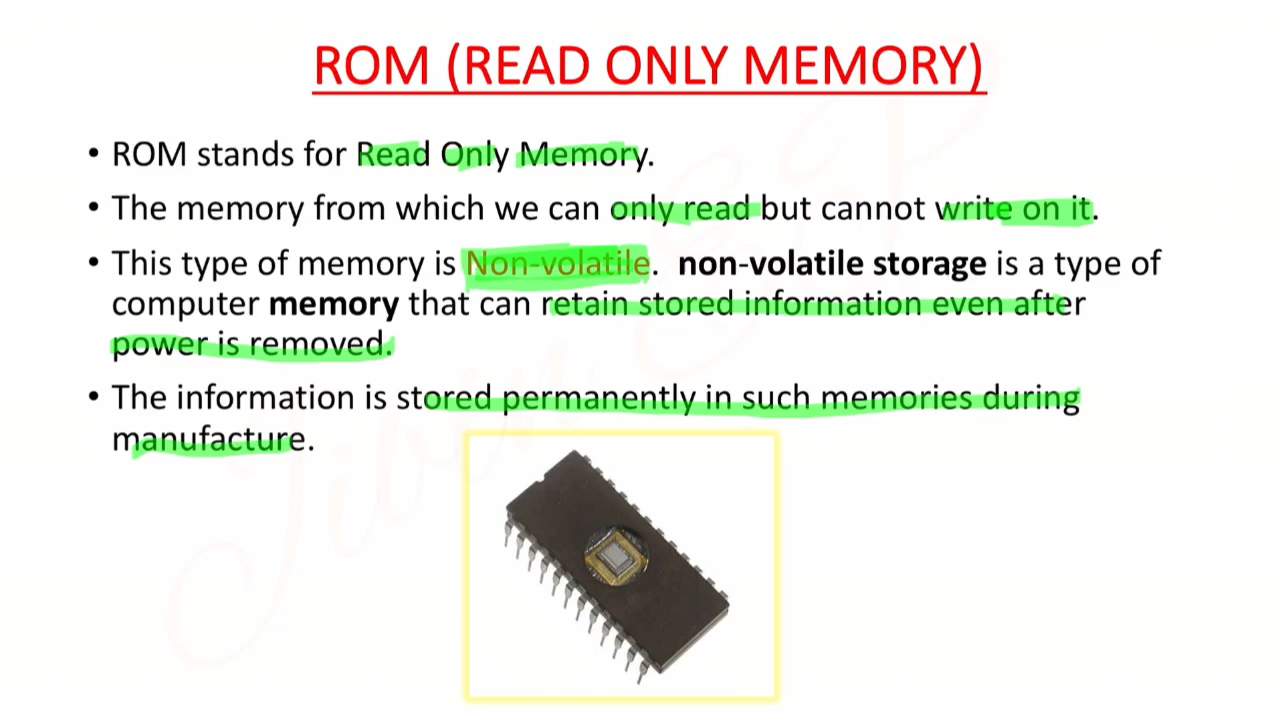 ROM (READ ONLY MEMORY)
• ROM stands for Read Only Memory.
• The memory from which we can only read but cannot write on it.
• This type of memory is Non-volatile. non-volatile storage is a type of
computer memory that can retain stored information even after
power is removed.
• The information is stored permanently in such memories during
manufacture.